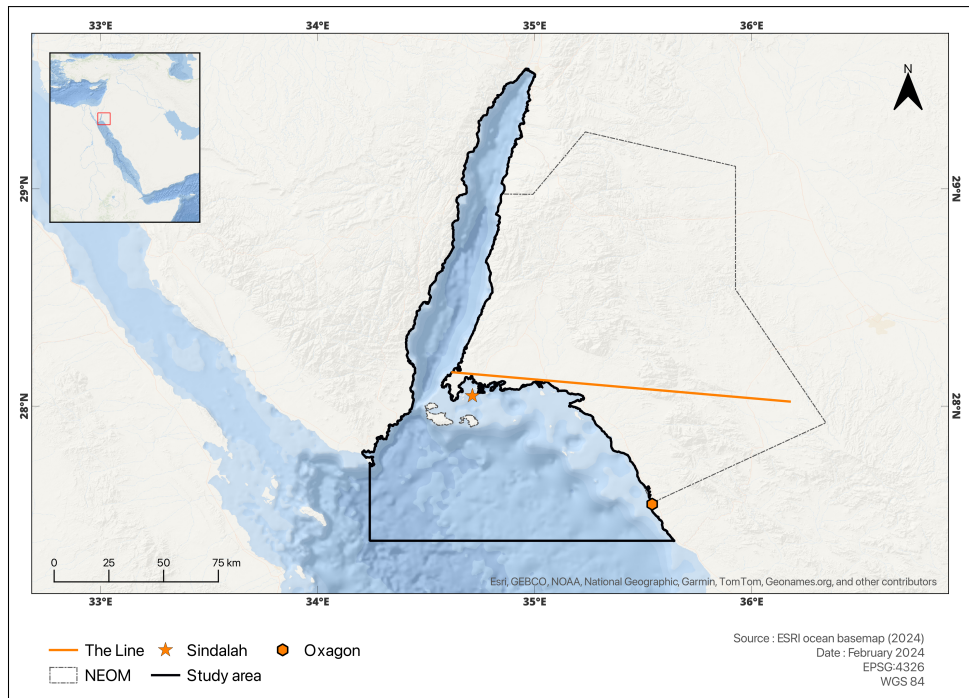 33°E 34°E 35°E 36°E
N
29°N 29°N
28°N 28°N
0 25 50 75 km
Esri, GEBCO, NOAA, National Geographic, Garmin, TomTom, Geonames.org, and other contributors
33°E 34°E 35°E 36°E
The Line Sindalah Oxagon
NEOM Study area
Source : ESRI ocean basemap (2024)
Date : February 2024
EPSG:4326
WGS 84